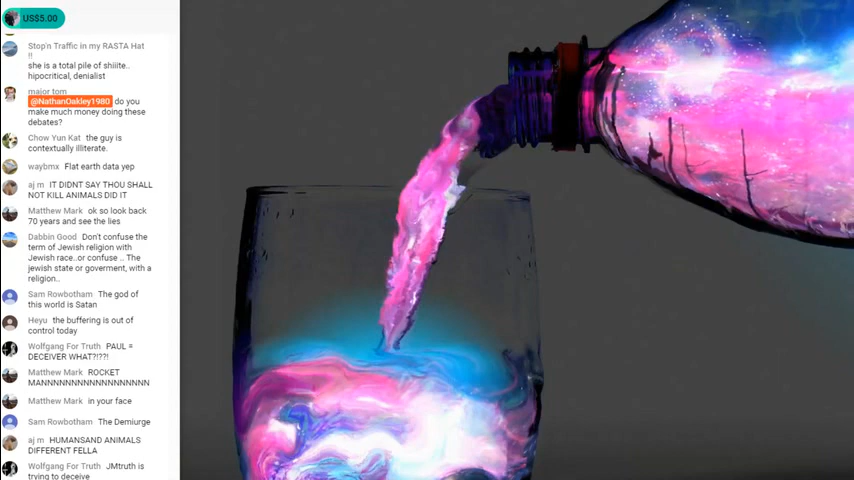 US$5.00
Stop'n Traffic in my RASTA Hat
!!
she is a total pile of shiiite..
hipocritical, denialist
major tom
@NathanOakley1980 do you
make much money doing these
debates?
Chow Yun Kat the guy is
contextually illiterate.
waybmx Flat earth data yep
aj m IT DIDNT SAY THOU SHALL
NOT KILL ANIMALS DID IT
Matthew Mark ok so look back
70 years and see the lies
Dabbin Good Don't confuse the
term of Jewish religion with
Jewish race..or confuse .. The
jewish state or goverment, with a
religion..
Sam Rowbotham The god of
this world is Satan
Heyu the buffering is out of
control today
Wolfgang For Truth PAUL =
DECEIVER WHAT?!??!
Matthew Mark ROCKET
MANNNNNNNNNNNNNNNNNN
Matthew Mark in your face
Sam Rowbotham The Demiurge
aj m HUMANSAND ANIMALS
DIFFERENT FELLA
Wolfgang For Truth JMtruth is
trying to deceive